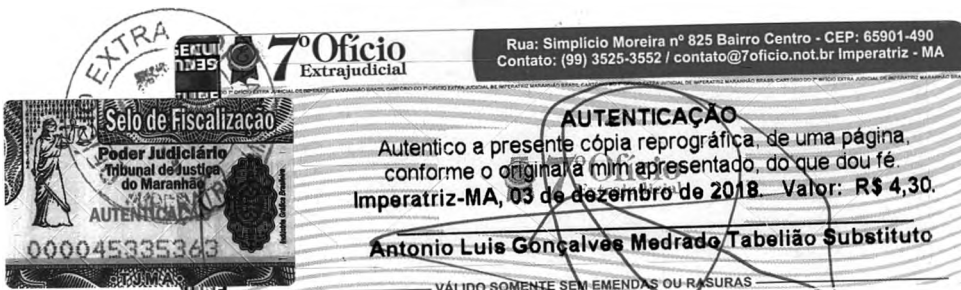 EXTRA
7º Ofício
Extrajudicial
Rua: Simplicio Moreira nº 825 Bairro Centro - CEP: 65901-490
Contato: (99) 3525-3552 / contato@7oficio.not.br Imperatriz - MA
Selo de Fiscalização
Poder Judiciário
Tribunal de Justiça
do Maranhão
AUTENTICAÇÃO
000045335363
T.J.M.A.
AUTENTICAÇÃO
Autentico a presente cópia reprográfica, de uma página,
conforme o original a mim apresentado, do que dou fé.
Imperatriz-MA, 03 de dezembro de 2018. Valor: R$ 4,30.
Antonio Luis Gonçalves Medrado/Tabelião Substituto
VÁLIDO SOMENTE SEM EMENDAS OU RASURAS